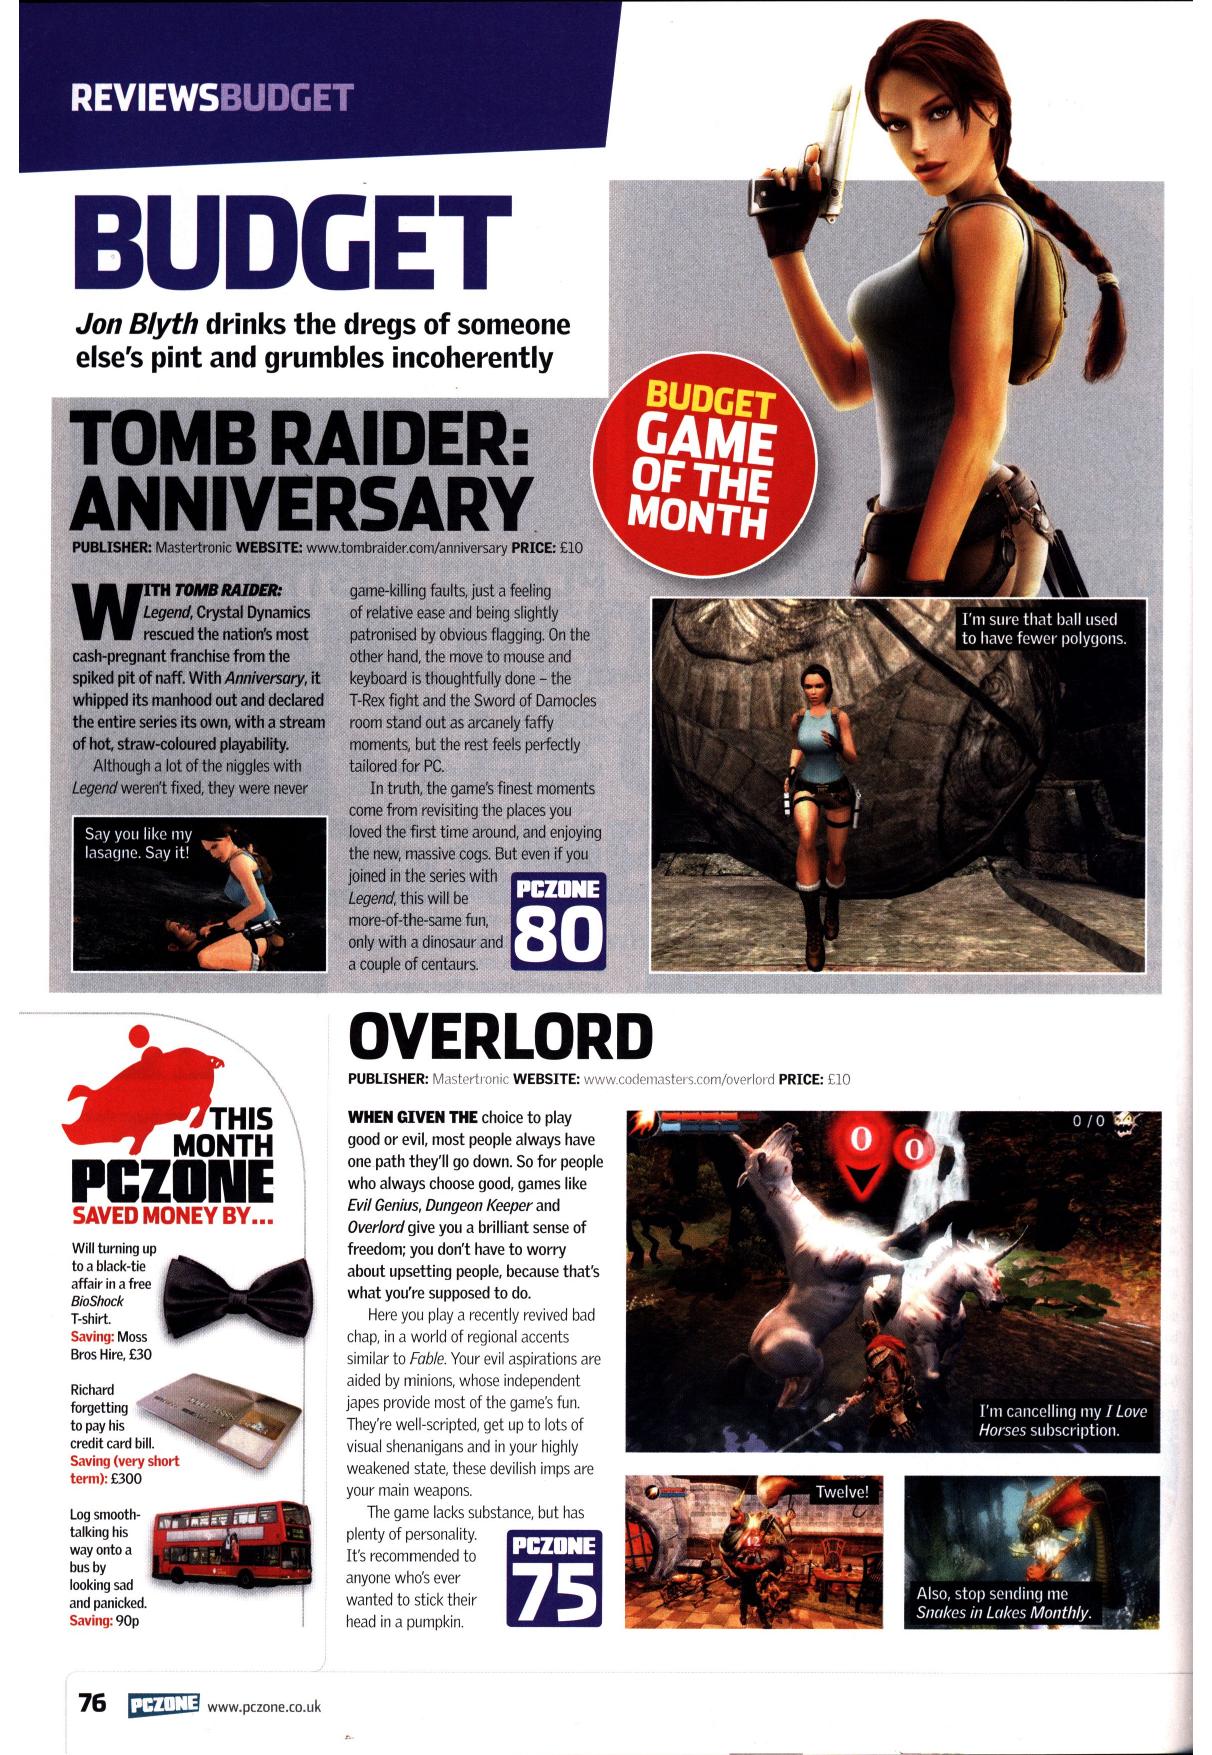 REVIEWSBUDGET
BUDGET
Jon Blyth drinks the dregs of someone
else's pint and grumbles incoherently
BUDGET
GAME
OF THE
MONTH
TOMB RAIDER:
ANNIVERSARY
PUBLISHER: Mastertronic WEBSITE: www.tombraider.com/anniversary PRICE: £10
WITH TOMB RAIDER:
Legend, Crystal Dynamics
rescued the nation's most
cash-pregnant franchise from the
spiked pit of naff. With Anniversary, it
whipped its manhood out and declared
the entire series its own, with a stream
of hot, straw-coloured playability.
Although a lot of the niggles with
Legend weren't fixed, they were never
game-killing faults, just a feeling
of relative ease and being slightly
patronised by obvious flagging. On the
other hand, the move to mouse and
keyboard is thoughtfully done – the
T-Rex fight and the Sword of Damocles
room stand out as arcanely faffy
moments, but the rest feels perfectly
tailored for PC.
In truth, the game's finest moments
come from revisiting the places you
loved the first time around, and enjoying
the new, massive cogs. But even if you
joined in the series with
Legend, this will be
more-of-the-same fun,
only with a dinosaur and
a couple of centaurs.
PCZONE
80
Say you like my
lasagne. Say it!
I'm sure that ball used
to have fewer polygons.
THIS
MONTH
PCZONE
SAVED MONEY BY...
Will turning up
to a black-tie
affair in a free
BioShock
T-shirt.
Saving: Moss
Bros Hire, £30
Richard
forgetting
to pay his
credit card bill.
Saving (very short
term): £300
Log smooth-
talking his
way onto a
bus by
looking sad
and panicked.
Saving: 90p
OVERLORD
PUBLISHER: Mastertronic WEBSITE: www.codemasters.com/overlord PRICE: £10
WHEN GIVEN THE choice to play
good or evil, most people always have
one path they'll go down. So for people
who always choose good, games like
Evil Genius, Dungeon Keeper and
Overlord give you a brilliant sense of
freedom; you don't have to worry
about upsetting people, because that's
what you're supposed to do.
Here you play a recently revived bad
chap, in a world of regional accents
similar to Fable. Your evil aspirations are
aided by minions, whose independent
japes provide most of the game's fun.
They're well-scripted, get up to lots of
visual shenanigans and in your highly
weakened state, these devilish imps are
your main weapons.
The game lacks substance, but has
plenty of personality.
It's recommended to
anyone who's ever
wanted to stick their
head in a pumpkin.
PCZONE
75
0 0
0 / 0
I'm cancelling my I Love
Horses subscription.
Twelve!
12
Also, stop sending me
Snakes in Lakes Monthly.
76 PCZONE www.pczone.co.uk